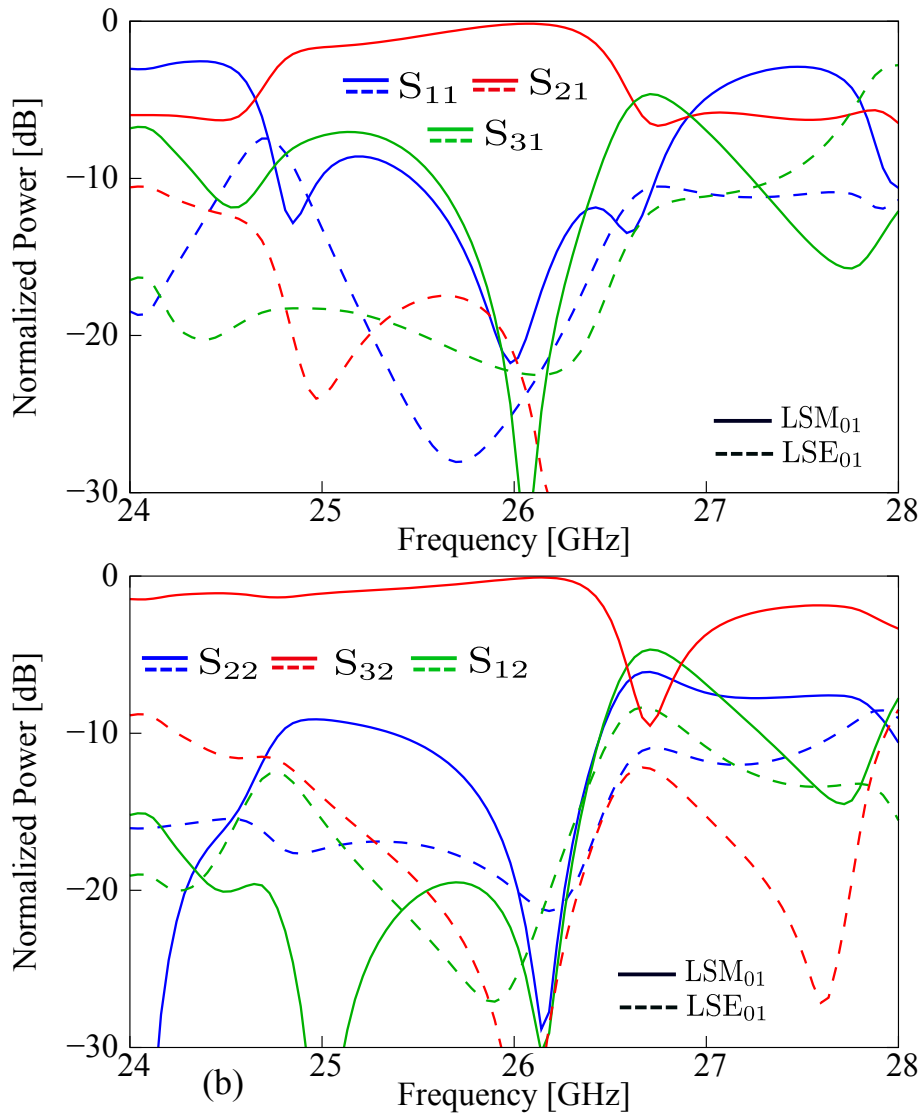 0
S11 S21
S31
−10
Normalized Power [dB]
−20
LSM01
LSE01
−30
24 25 26 27 28
Frequency [GHz]
0
S22 S32 S12
−10
Normalized Power [dB]
−20
LSM01
LSE01
−30
24 25 26 27 28
(b) Frequency [GHz]